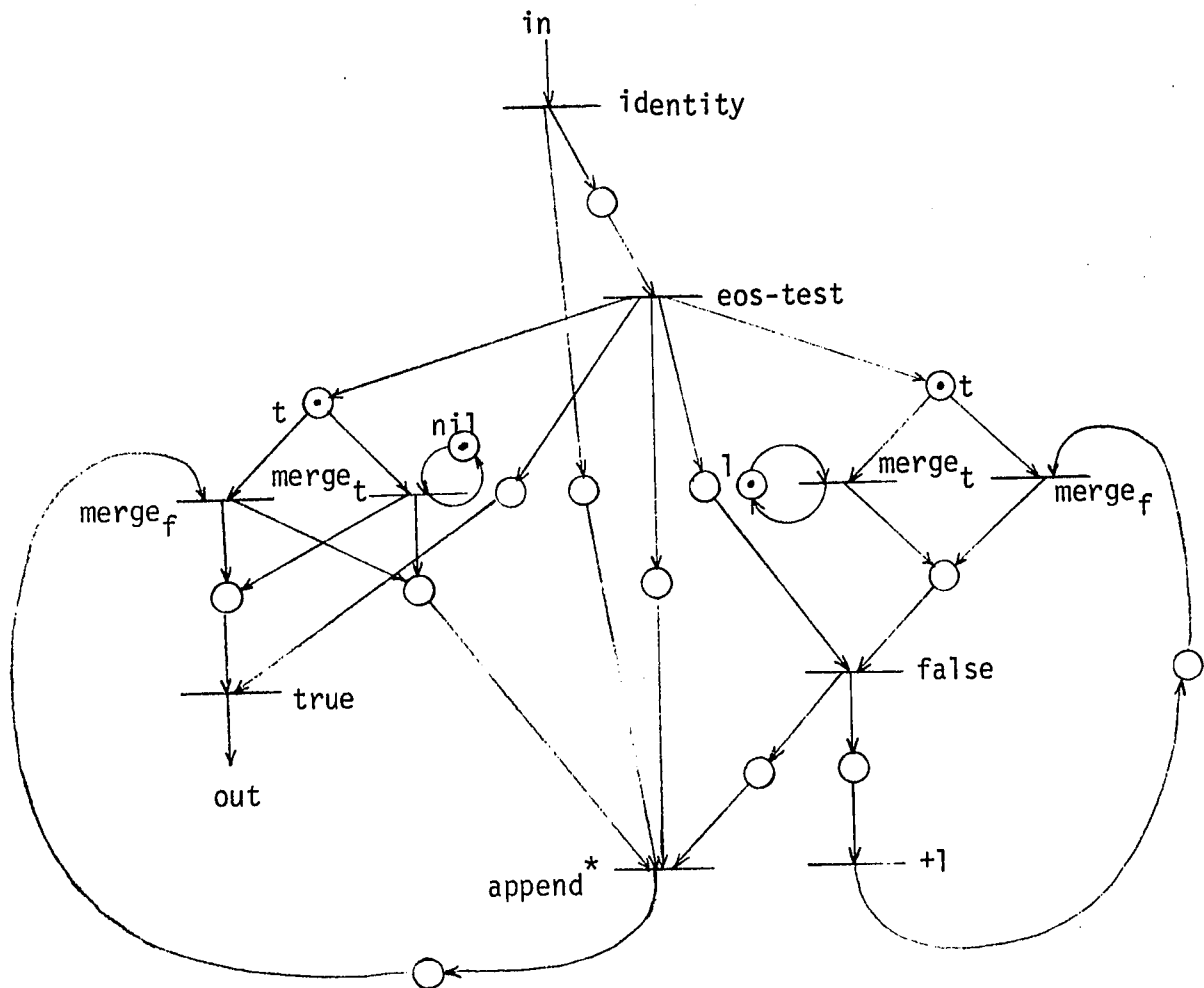 in
identity
eos-test
t
t
nil
merge_t
merge_f
1
merge_t
merge_f
true
false
out
append*
+1